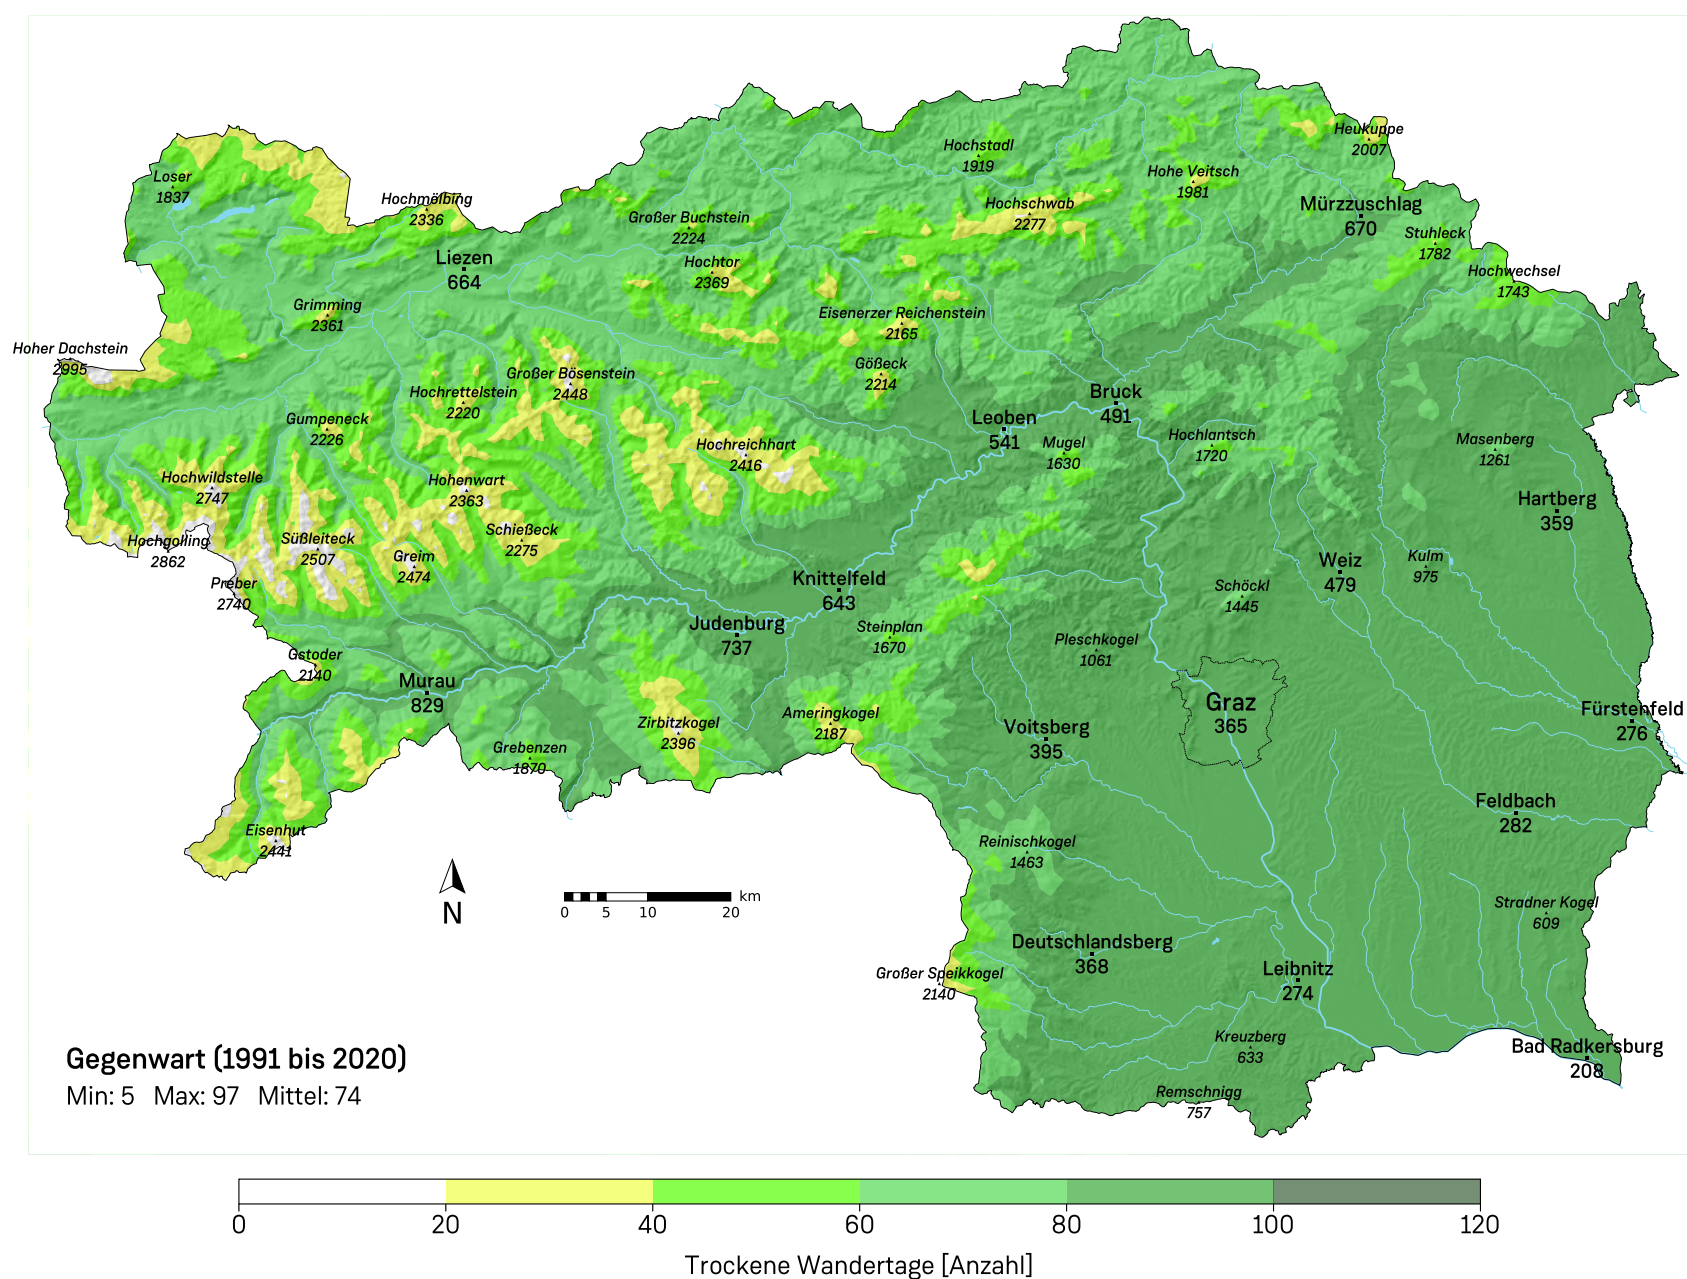 Heukuppe
2007
Hochstadl
1919
Hohe Veitsch
1981
Loser
1837
Hochmölbing
2336
Hochschwab
2277
Mürzzuschlag
670
Großer Buchstein
2224
Stuhleck
1782
Liezen
664
Hochtor
2369
Hochwechsel
1743
Grimming
2361
Eisenerzer Reichenstein
2165
Hoher Dachstein
2995
Gößeck
2214
Großer Bösenstein
2448
Hochrettelstein
2220
Bruck
491
Gumpeneck
2226
Leoben
541
Hochreichhart
2416
Mugel
1630
Hochlantsch
1720
Masenberg
1261
Hochwildstelle
2747
Hohenwart
2363
Hartberg
359
Hochgolling
2862
Süßleiteck
2507
Schießeck
2275
Greim
2474
Weiz
479
Kulm
975
Preber
2740
Knittelfeld
643
Schöckl
1445
Judenburg
737
Steinplan
1670
Pleschkogel
1061
Gstoder
2140
Murau
829
Graz
365
Zirbitzkogel
2396
Ameringkogel
2187
Voitsberg
395
Fürstenfeld
276
Grebenzen
1870
Feldbach
282
Eisenhut
2441
Reinischkogel
1463
N
km
0 5 10 20
Stradner Kogel
609
Deutschlandsberg
368
Großer Speikkogel
2140
Leibnitz
274
Kreuzberg
633
Bad Radkersburg
208
Remschnigg
757
Gegenwart (1991 bis 2020)
Min: 5 Max: 97 Mittel: 74
0 20 40 60 80 100 120
Trockene Wandertage [Anzahl]